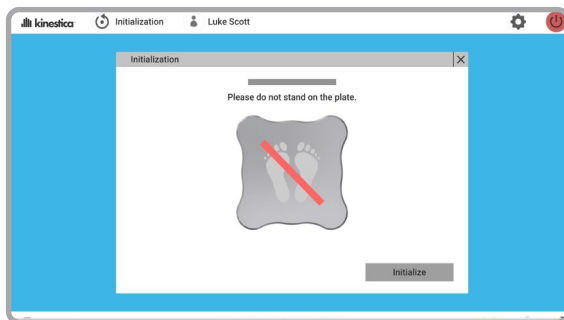 kinestica
Initialization
Luke Scott
Initialization
Please do not stand on the plate.
Initialize